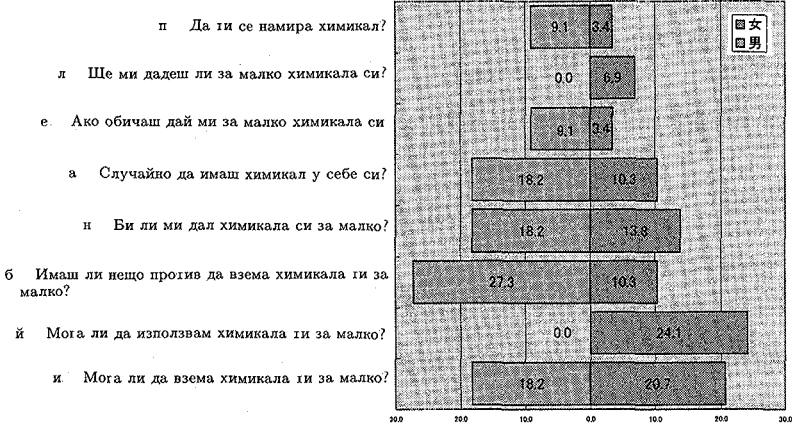 п Да ти се намира химикал? 9.1 3.4
女
男
л Ще ми дадеш ли за малко химикала си? 0.0 6.9
е Ако обичаш дай ми за малко химикала си 9.1 3.4
а Случайно да имаш химикал у себе си? 18.2 10.3
н Би ли ми дал химикала си за малко? 18.2 13.8
б Имаш ли нещо против да взема химикала ти за
малко? 27.3 10.3
й Мога ли да използвам химикала ти за малко? 0.0 24.1
и Мога ли да взема химикала ти за малко? 18.2 20.7
30.0 20.0 10.0 0.0 10.0 20.0 30.0